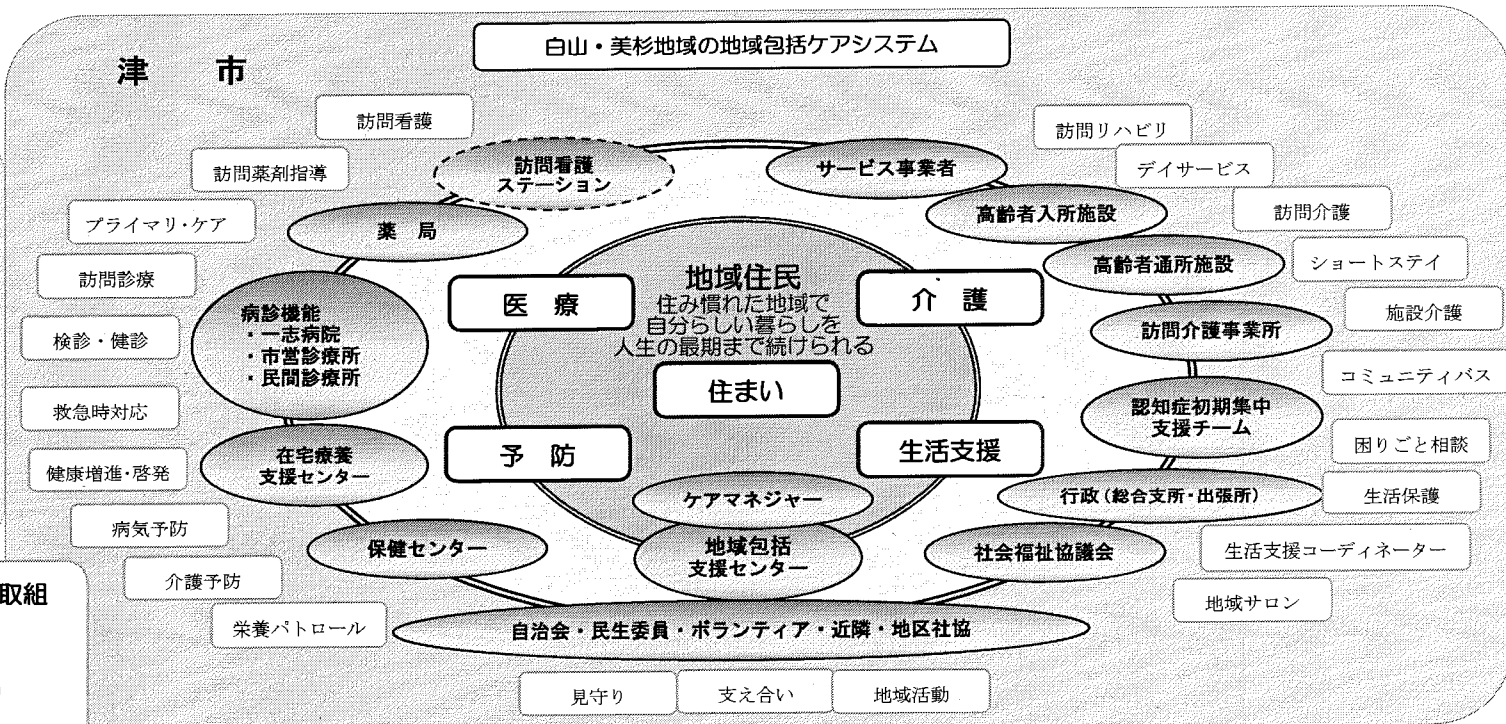 白山・美杉地域の地域包括ケアシステム
津 市
訪問看護
訪問薬剤指導
プライマリ・ケア
訪問診療
検診・健診
救急時対応
健康増進・啓発
病気予防
介護予防
栄養パトロール
見守り
支え合い
地域活動
訪問リハビリ
デイサービス
訪問介護
ショートステイ
施設介護
コミュニティバス
困りごと相談
生活保護
生活支援コーディネーター
地域サロン
訪問看護
ステーション
薬 局
病診機能
・一志病院
・市営診療所
・民間診療所
在宅療養
支援センター
保健センター
サービス事業者
高齢者入所施設
高齢者通所施設
訪問介護事業所
認知症初期集中
支援チーム
行政(総合支所・出張所)
社会福祉協議会
自治会・民生委員・ボランティア・近隣・地区社協
地域住民
住み慣れた地域で
自分らしい暮らしを
人生の最期まで続けられる
医 療
介 護
住まい
予 防
生活支援
ケアマネジャー
地域包括
支援センター
取組